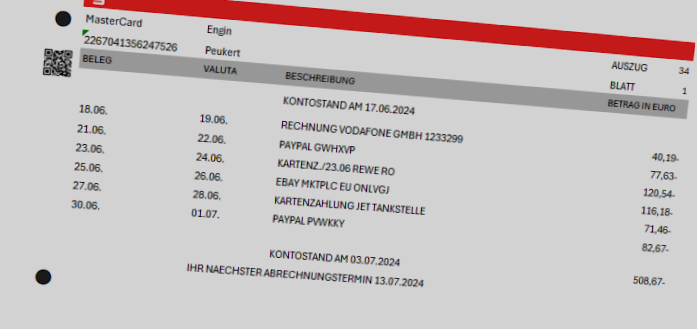 MasterCard Engin
2267041356247526 Peukert AUSZUG 34
BLATT 1
BELEG VALUTA BESCHREIBUNG BETRAG IN EURO
KONTOSTAND AM 17.06.2024
18.06. 19.06. RECHNUNG VODAFONE GMBH 1233299 40,19-
21.06. 22.06. PAYPAL GWHXVP 77,63-
23.06. 24.06. KARTENZ./23.06 REWE RO 120,54-
25.06. 26.06. EBAY MKTPLC EU ONLVGJ 116,18-
27.06. 28.06. KARTENZAHLUNG JET TANKSTELLE 71,46-
30.06. 01.07. PAYPAL PVWKKY 82,67-
KONTOSTAND AM 03.07.2024 508,67-
IHR NAECHSTER ABRECHNUNGSTERMIN 13.07.2024